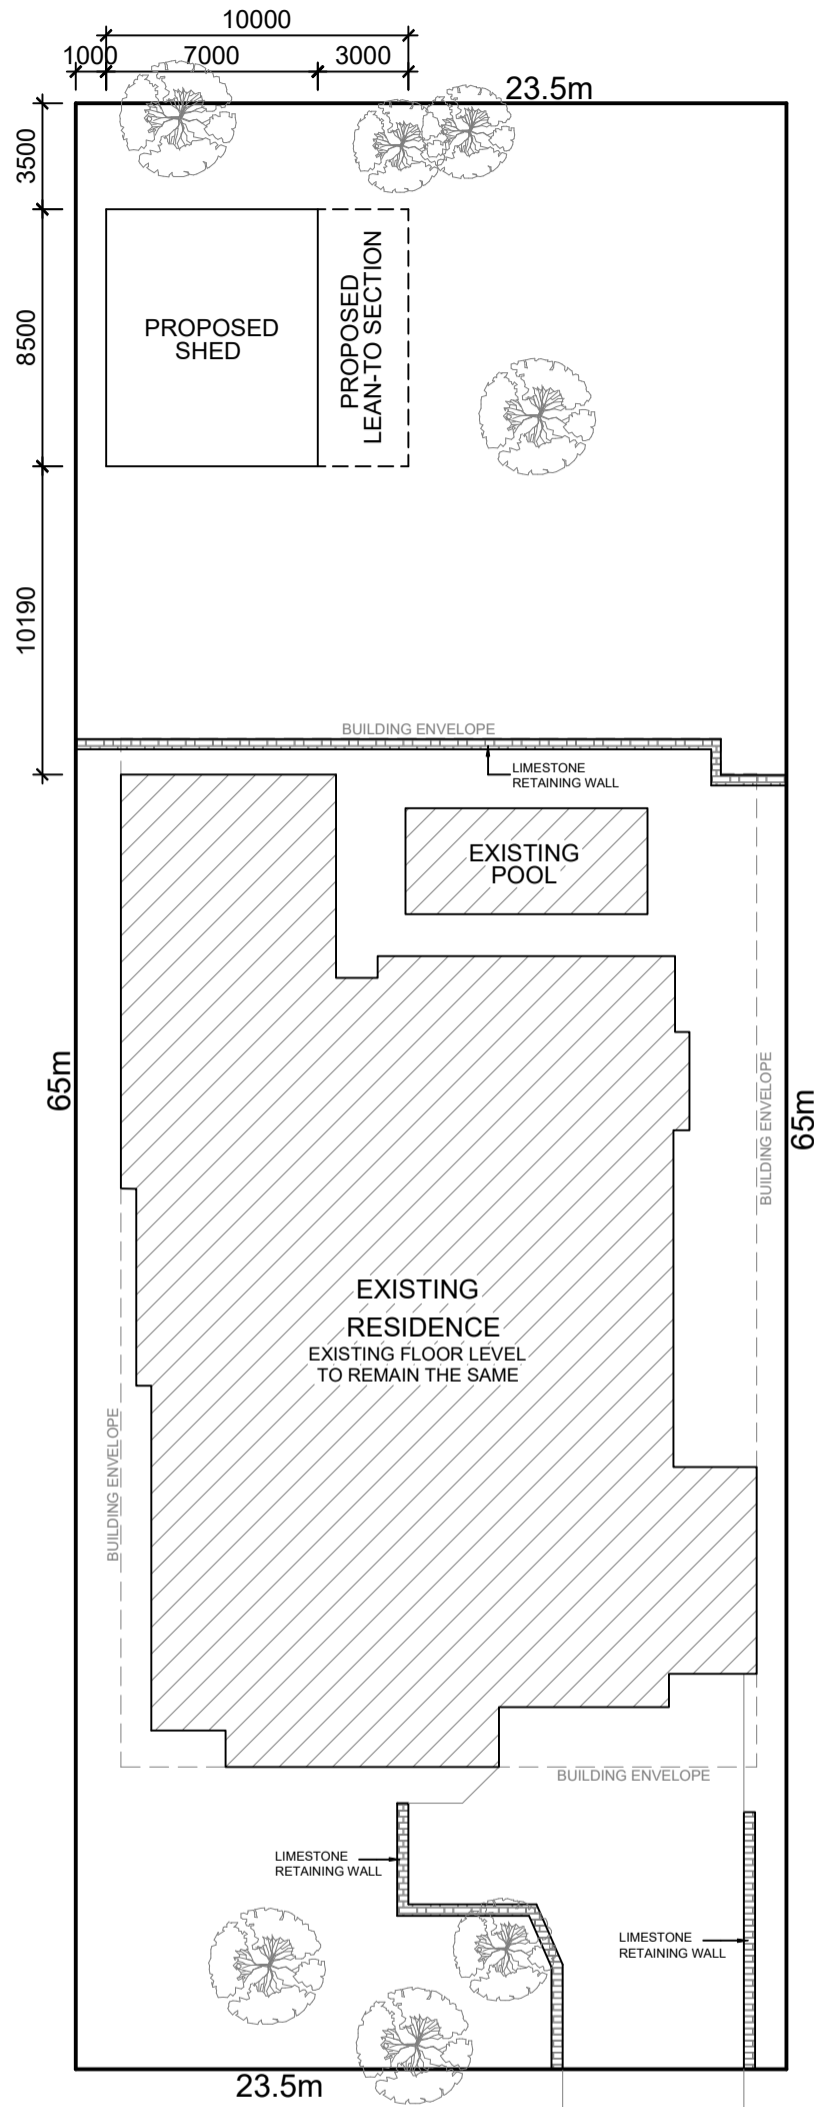 10000
1000
7000
3000
23.5m
3500
PROPOSED
SHED
PROPOSED
LEAN-TO SECTION
8500
10190
BUILDING ENVELOPE
LIMESTONE
RETAINING WALL
EXISTING
POOL
65m
65m
BUILDING ENVELOPE
EXISTING
RESIDENCE
EXISTING FLOOR LEVEL
TO REMAIN THE SAME
BUILDING ENVELOPE
BUILDING ENVELOPE
LIMESTONE
RETAINING WALL
LIMESTONE
RETAINING WALL
23.5m